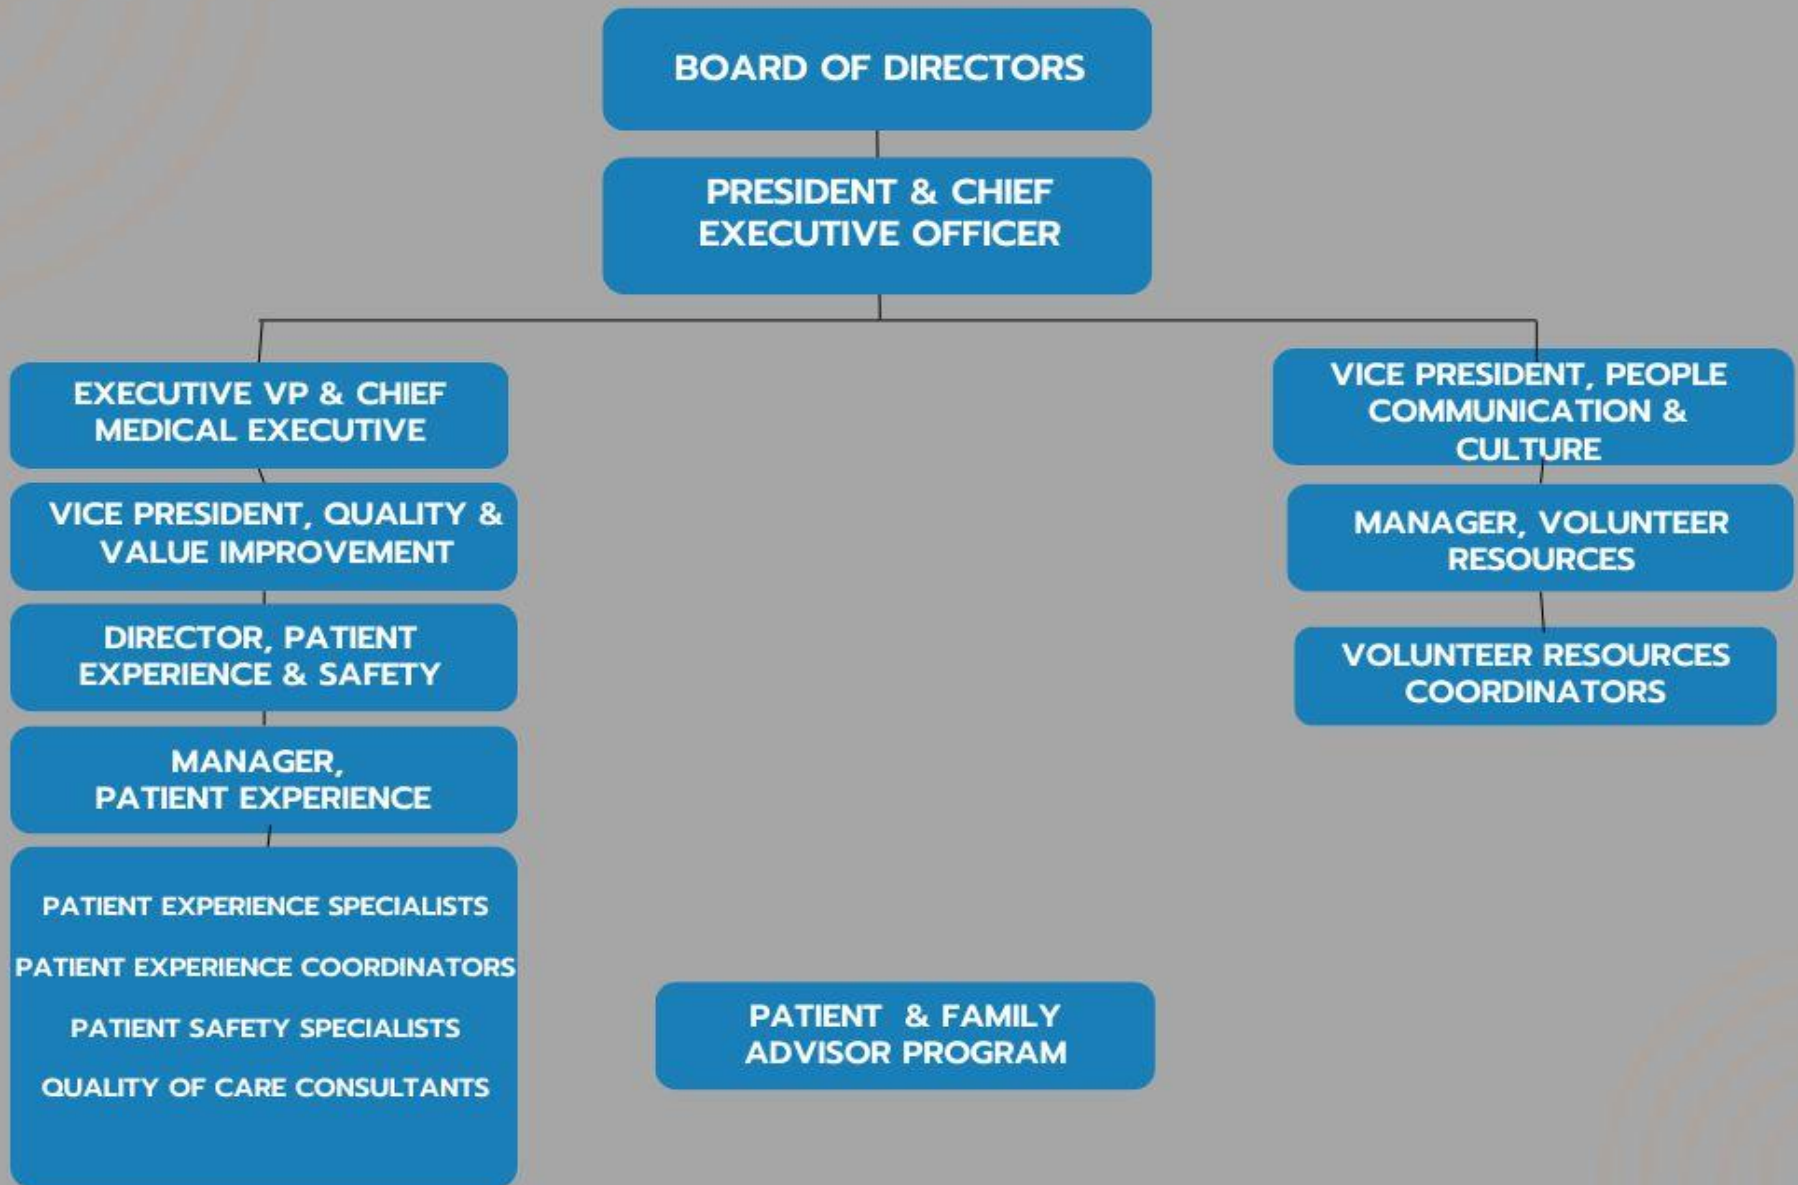 BOARD OF DIRECTORS
PRESIDENT & CHIEF
EXECUTIVE OFFICER
EXECUTIVE VP & CHIEF
MEDICAL EXECUTIVE
VICE PRESIDENT, QUALITY &
VALUE IMPROVEMENT
DIRECTOR, PATIENT
EXPERIENCE & SAFETY
MANAGER,
PATIENT EXPERIENCE
PATIENT EXPERIENCE SPECIALISTS
PATIENT EXPERIENCE COORDINATORS
PATIENT SAFETY SPECIALISTS
QUALITY OF CARE CONSULTANTS
PATIENT & FAMILY
ADVISOR PROGRAM
VICE PRESIDENT, PEOPLE
COMMUNICATION &
CULTURE
MANAGER, VOLUNTEER
RESOURCES
VOLUNTEER RESOURCES
COORDINATORS